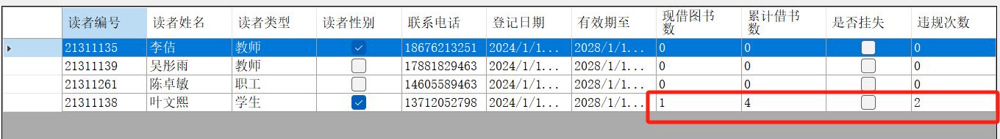 读者编号 读者姓名 读者类型 读者性别 联系电话 登记日期 有效期至 现借图书数 累计借书数 是否挂失 违规次数
21311135 李佶 教师 18676213251 2024/1/1... 2028/1/1... 0 0 0
21311139 吴彤雨 教师 17881829463 2024/1/1... 2028/1/1... 0 0 0
21311261 陈卓敏 职工 14605589463 2024/1/1... 2028/1/1... 0 0 0
21311138 叶文熙 学生 13712052798 2024/1/1... 2028/1/1... 1 4 2